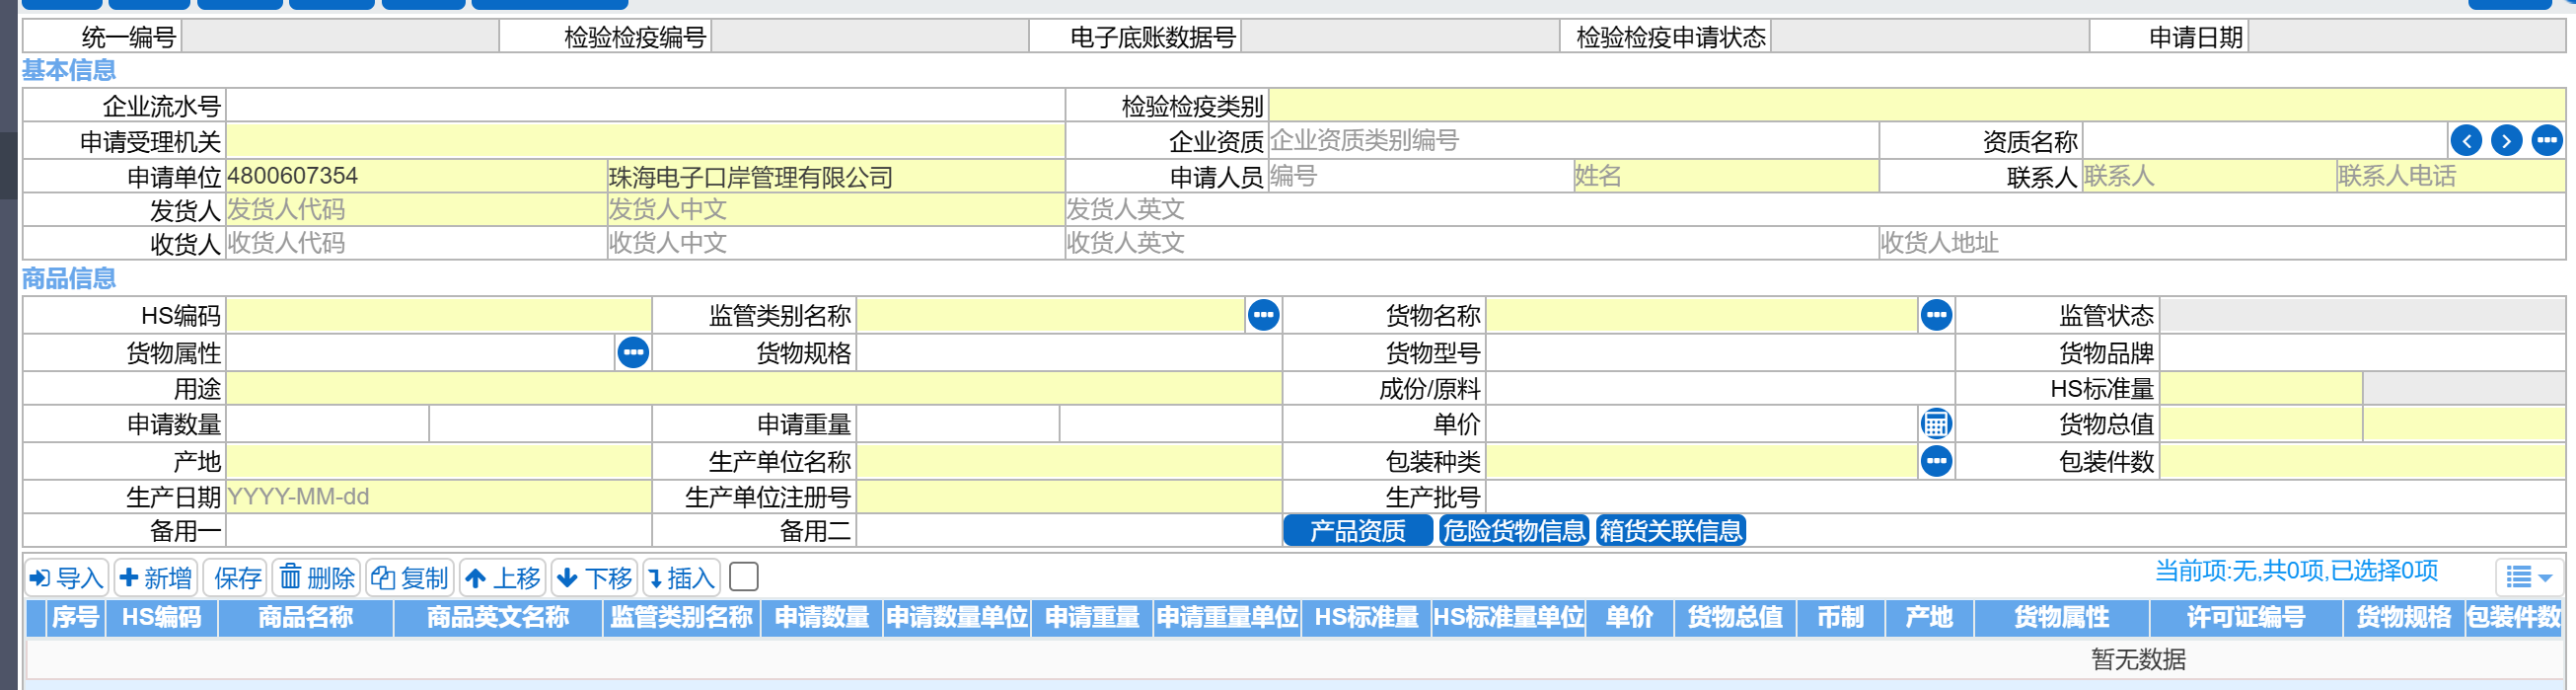 统一编号 检验检疫编号 电子底账数据号 检验检疫申请状态 申请日期
基本信息
企业流水号 检验检疫类别
申请受理机关 企业资质 企业资质类别编号 资质名称
申请单位 4800607354 珠海电子口岸管理有限公司 申请人员 编号 姓名 联系人 联系人 联系人电话
发货人 发货人代码 发货人中文 发货人英文
收货人 收货人代码 收货人中文 收货人英文 收货人地址
商品信息
HS编码 监管类别名称 货物名称 监管状态
货物属性 货物规格 货物型号 货物品牌
用途 成份/原料 HS标准量
申请数量 申请重量 单价 货物总值
产地 生产单位名称 包装种类 包装件数
生产日期 YYYY-MM-dd 生产单位注册号 生产批号
备用一 备用二 产品资质 危险货物信息 箱货关联信息
导入 新增 保存 删除 复制 上移 下移 插入 当前项:无,共0项,已选择0项
序号 HS编码 商品名称 商品英文名称 监管类别名称 申请数量 申请数量单位 申请重量 申请重量单位 HS标准量 HS标准量单位 单价 货物总值 币制 产地 货物属性 许可证编号 货物规格 包装件数
暂无数据